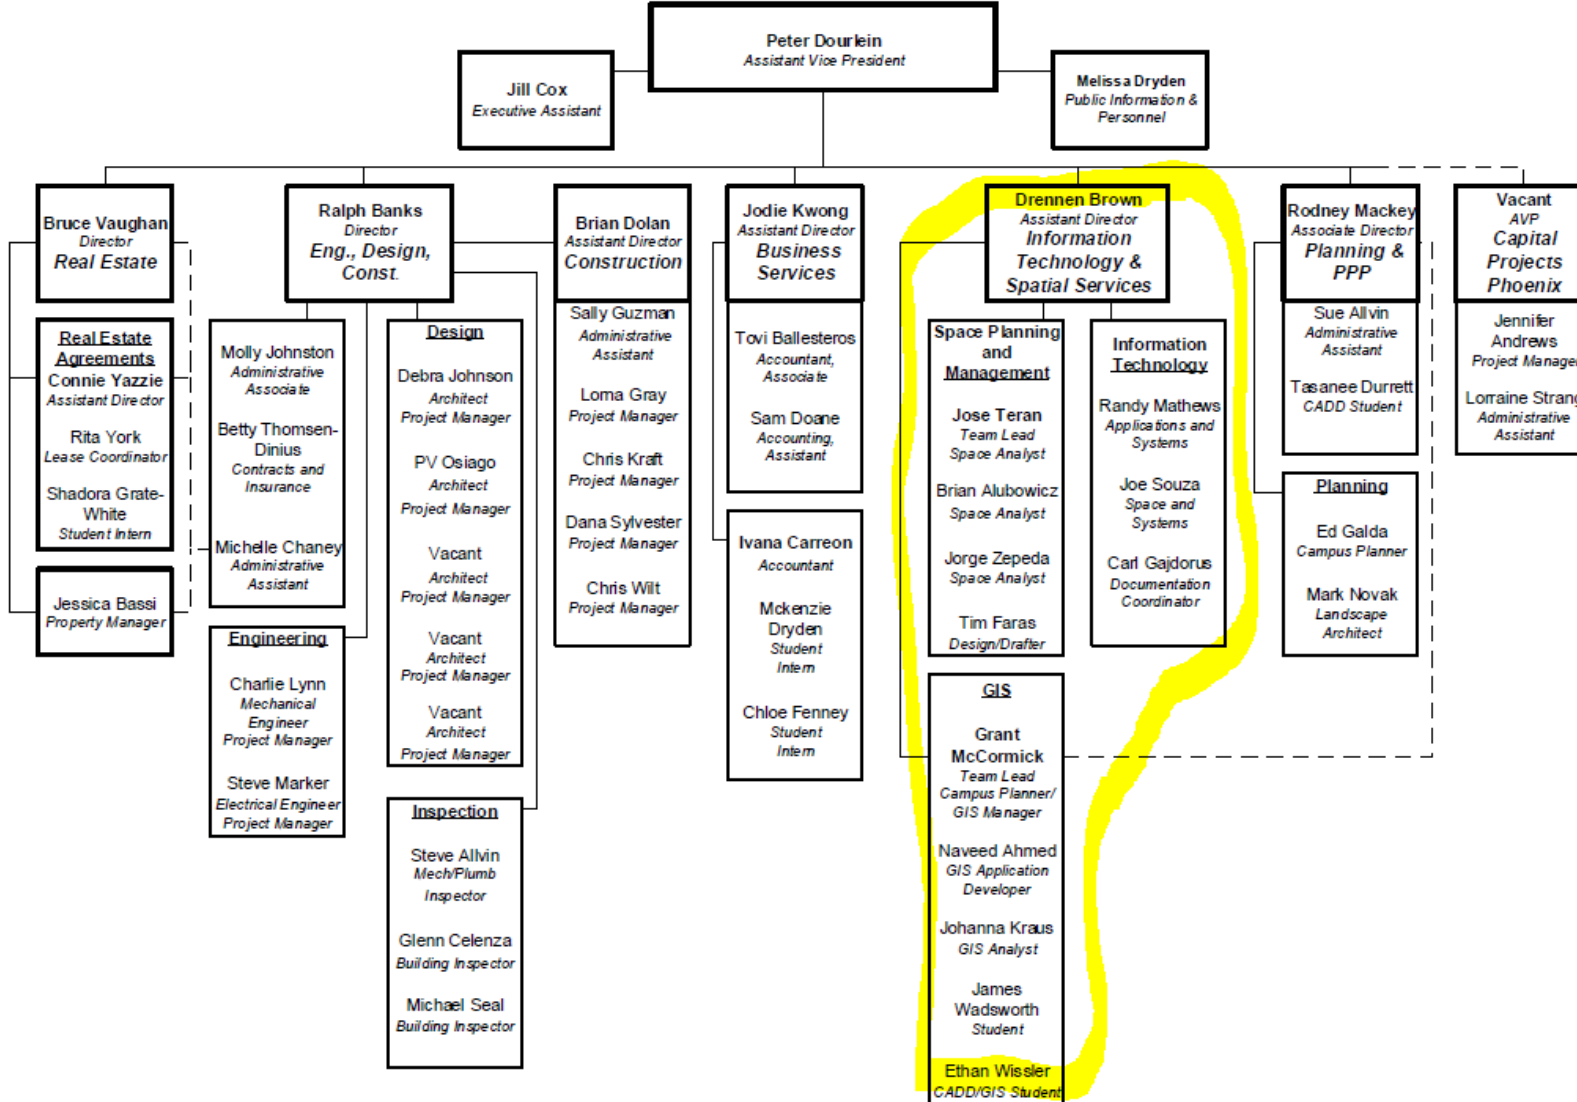 Peter Dourlein
Assistant Vice President
Jill Cox
Executive Assistant
Melissa Dryden
Public Information &
Personnel
Bruce Vaughan
Director
Real Estate
Real Estate
Agreements
Connie Yazzie
Assistant Director
Rita York
Lease Coordinator
Shadora Grate-
White
Student Intern
Jessica Bassi
Property Manager
Ralph Banks
Director
Eng., Design,
Const.
Molly Johnston
Administrative
Associate
Betty Thomsen-
Dinius
Contracts and
Insurance
Michelle Chaney
Administrative
Assistant
Engineering
Charlie Lynn
Mechanical
Engineer
Project Manager
Steve Marker
Electrical Engineer
Project Manager
Design
Debra Johnson
Architect
Project Manager
PV Osiago
Architect
Project Manager
Vacant
Architect
Project Manager
Vacant
Architect
Project Manager
Vacant
Architect
Project Manager
Inspection
Steve Allvin
Mech/Plumb
Inspector
Glenn Celenza
Building Inspector
Michael Seal
Building Inspector
Brian Dolan
Assistant Director
Construction
Sally Guzman
Administrative
Assistant
Lorna Gray
Project Manager
Chris Kraft
Project Manager
Dana Sylvester
Project Manager
Chris Wilt
Project Manager
Jodie Kwong
Assistant Director
Business
Services
Tovi Ballesteros
Accountant,
Associate
Sam Doane
Accounting,
Assistant
Ivana Carreon
Accountant
Mckenzie
Dryden
Student
Intern
Chloe Fenney
Student
Intern
Drennen Brown
Assistant Director
Information
Technology &
Spatial Services
Space Planning
and
Management
Jose Teran
Team Lead
Space Analyst
Brian Alubowicz
Space Analyst
Jorge Zepeda
Space Analyst
Tim Faras
Design/Drafter
Information
Technology
Randy Mathews
Applications and
Systems
Joe Souza
Space and
Systems
Carl Gajdorus
Documentation
Coordinator
GIS
Grant
McCormick
Team Lead
Campus Planner/
GIS Manager
Naveed Ahmed
GIS Application
Developer
Johanna Kraus
GIS Analyst
James
Wadsworth
Student
Ethan Wissler
CADD/GIS Student
Rodney Mackey
Associate Director
Planning &
PPP
Sue Allvin
Administrative
Assistant
Tasanee Durrett
CADD Student
Planning
Ed Galda
Campus Planner
Mark Novak
Landscape
Architect
Vacant
AVP
Capital
Projects
Phoenix
Jennifer
Andrews
Project Manager
Lorraine Strang
Administrative
Assistant